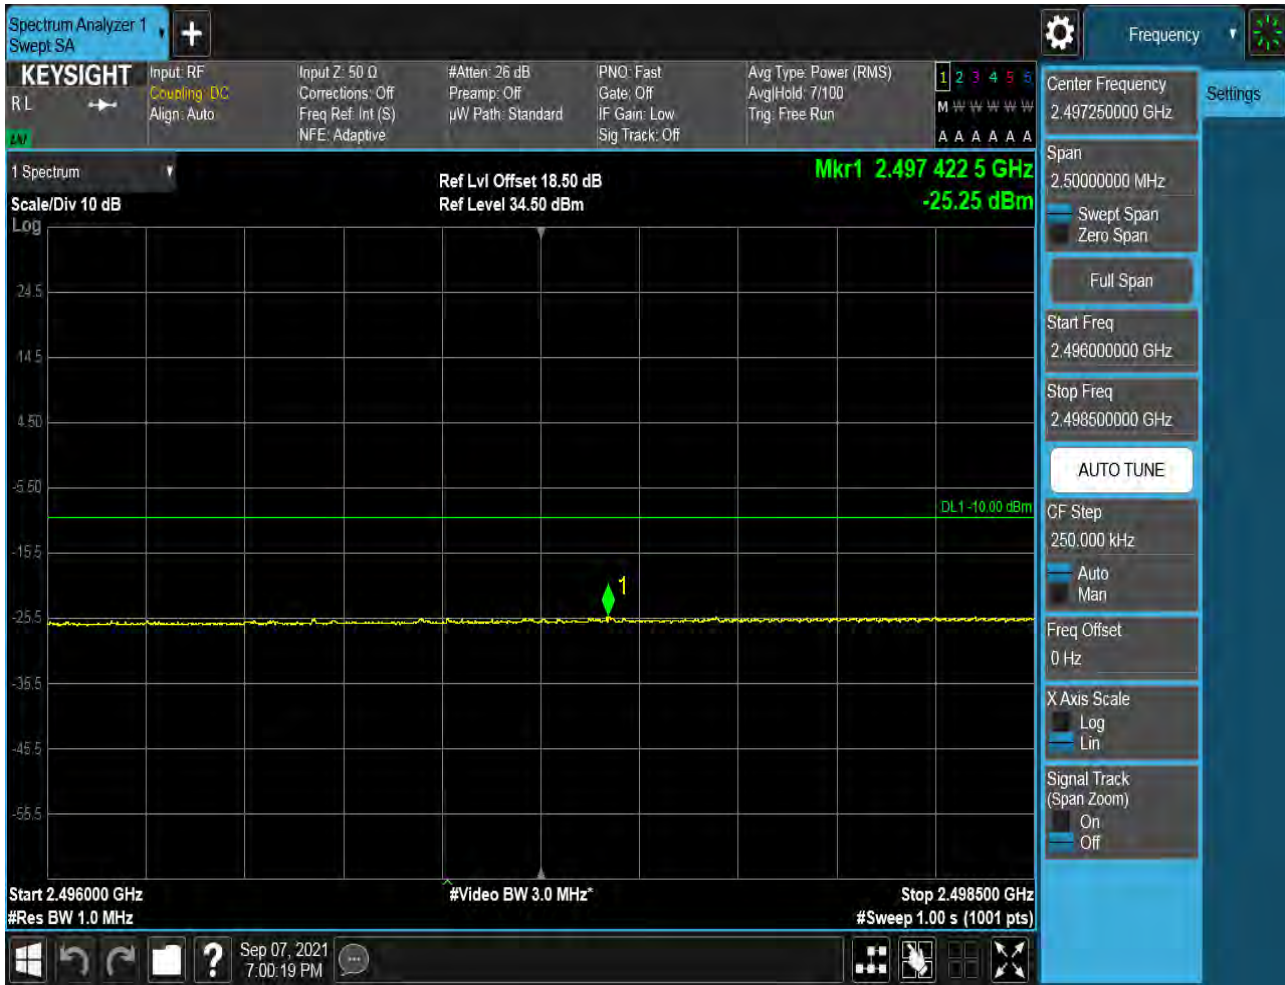 Spectrum Analyzer 1
Swept SA
+
Frequency
KEYSIGHT
R L
LNI
Input: RF
Coupling: DC
Align: Auto
Input Z: 50 Ω
Corrections: Off
Freq Ref: Int (S)
NFE: Adaptive
#Atten: 26 dB
Preamp: Off
µW Path: Standard
PNO: Fast
Gate: Off
IF Gain: Low
Sig Track: Off
Avg Type: Power (RMS)
Avg|Hold: 7/100
Trig: Free Run
1 2 3 4 5 6
M W W W W W
A A A A A A
1 Spectrum
Scale/Div 10 dB
Log
Ref Lvl Offset 18.50 dB
Ref Level 34.50 dBm
Mkr1 2.497 422 5 GHz
-25.25 dBm
24.5
14.5
4.50
-5.50
DL1 -10.00 dBm
-15.5
1
-25.5
-35.5
-45.5
-55.5
Start 2.496000 GHz
#Res BW 1.0 MHz
#Video BW 3.0 MHz*
Stop 2.498500 GHz
#Sweep 1.00 s (1001 pts)
?
Sep 07, 2021
7:00:19 PM
Center Frequency
2.497250000 GHz
Settings
Span
2.50000000 MHz
Swept Span
Zero Span
Full Span
Start Freq
2.496000000 GHz
Stop Freq
2.498500000 GHz
AUTO TUNE
CF Step
250.000 kHz
Auto
Man
Freq Offset
0 Hz
X Axis Scale
Log
Lin
Signal Track
(Span Zoom)
On
Off